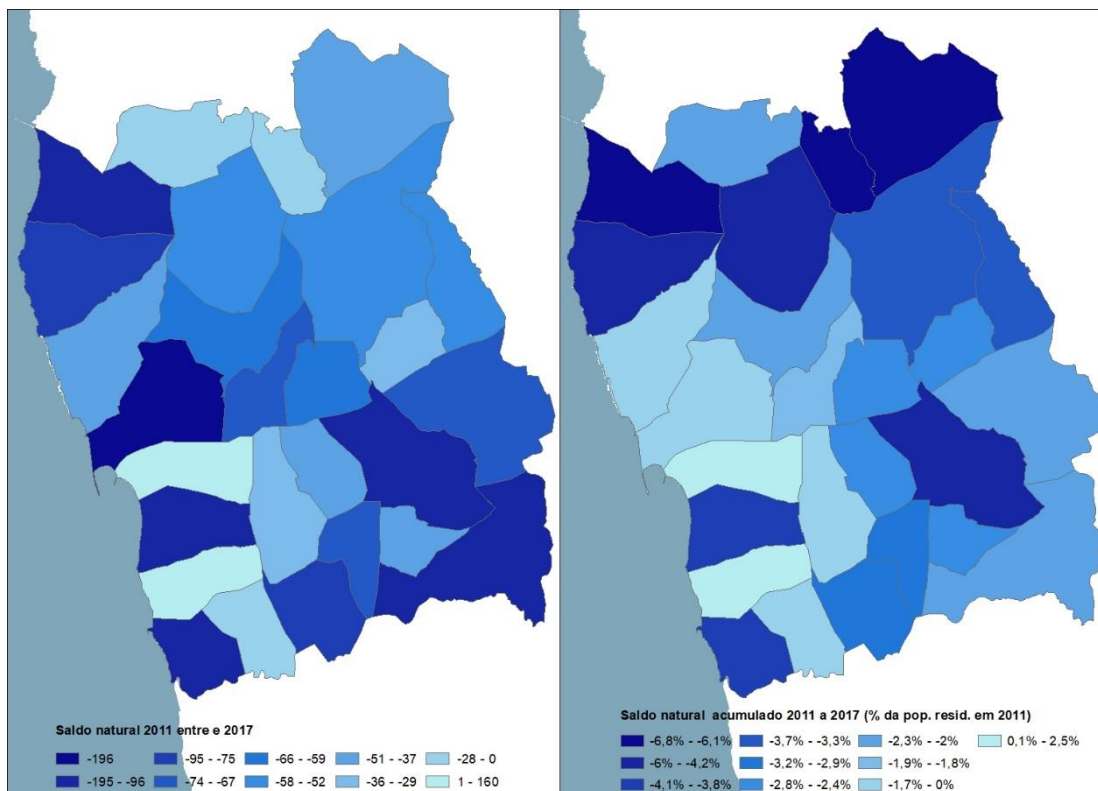 Saldo natural 2011 entre e 2017
-196 -95 - -75 -66 - -59 -51 - -37 -28 - 0
-195 - -96 -74 - -67 -58 - -52 -36 - -29 1 - 160
Saldo natural acumulado 2011 a 2017 (% da pop. resid. em 2011)
-6,8% - -6,1% -3,7% - -3,3% -2,3% - -2% 0,1% - 2,5%
-6% - -4,2% -3,2% - -2,9% -1,9% - -1,8%
-4,1% - -3,8% -2,8% - -2,4% -1,7% - 0%